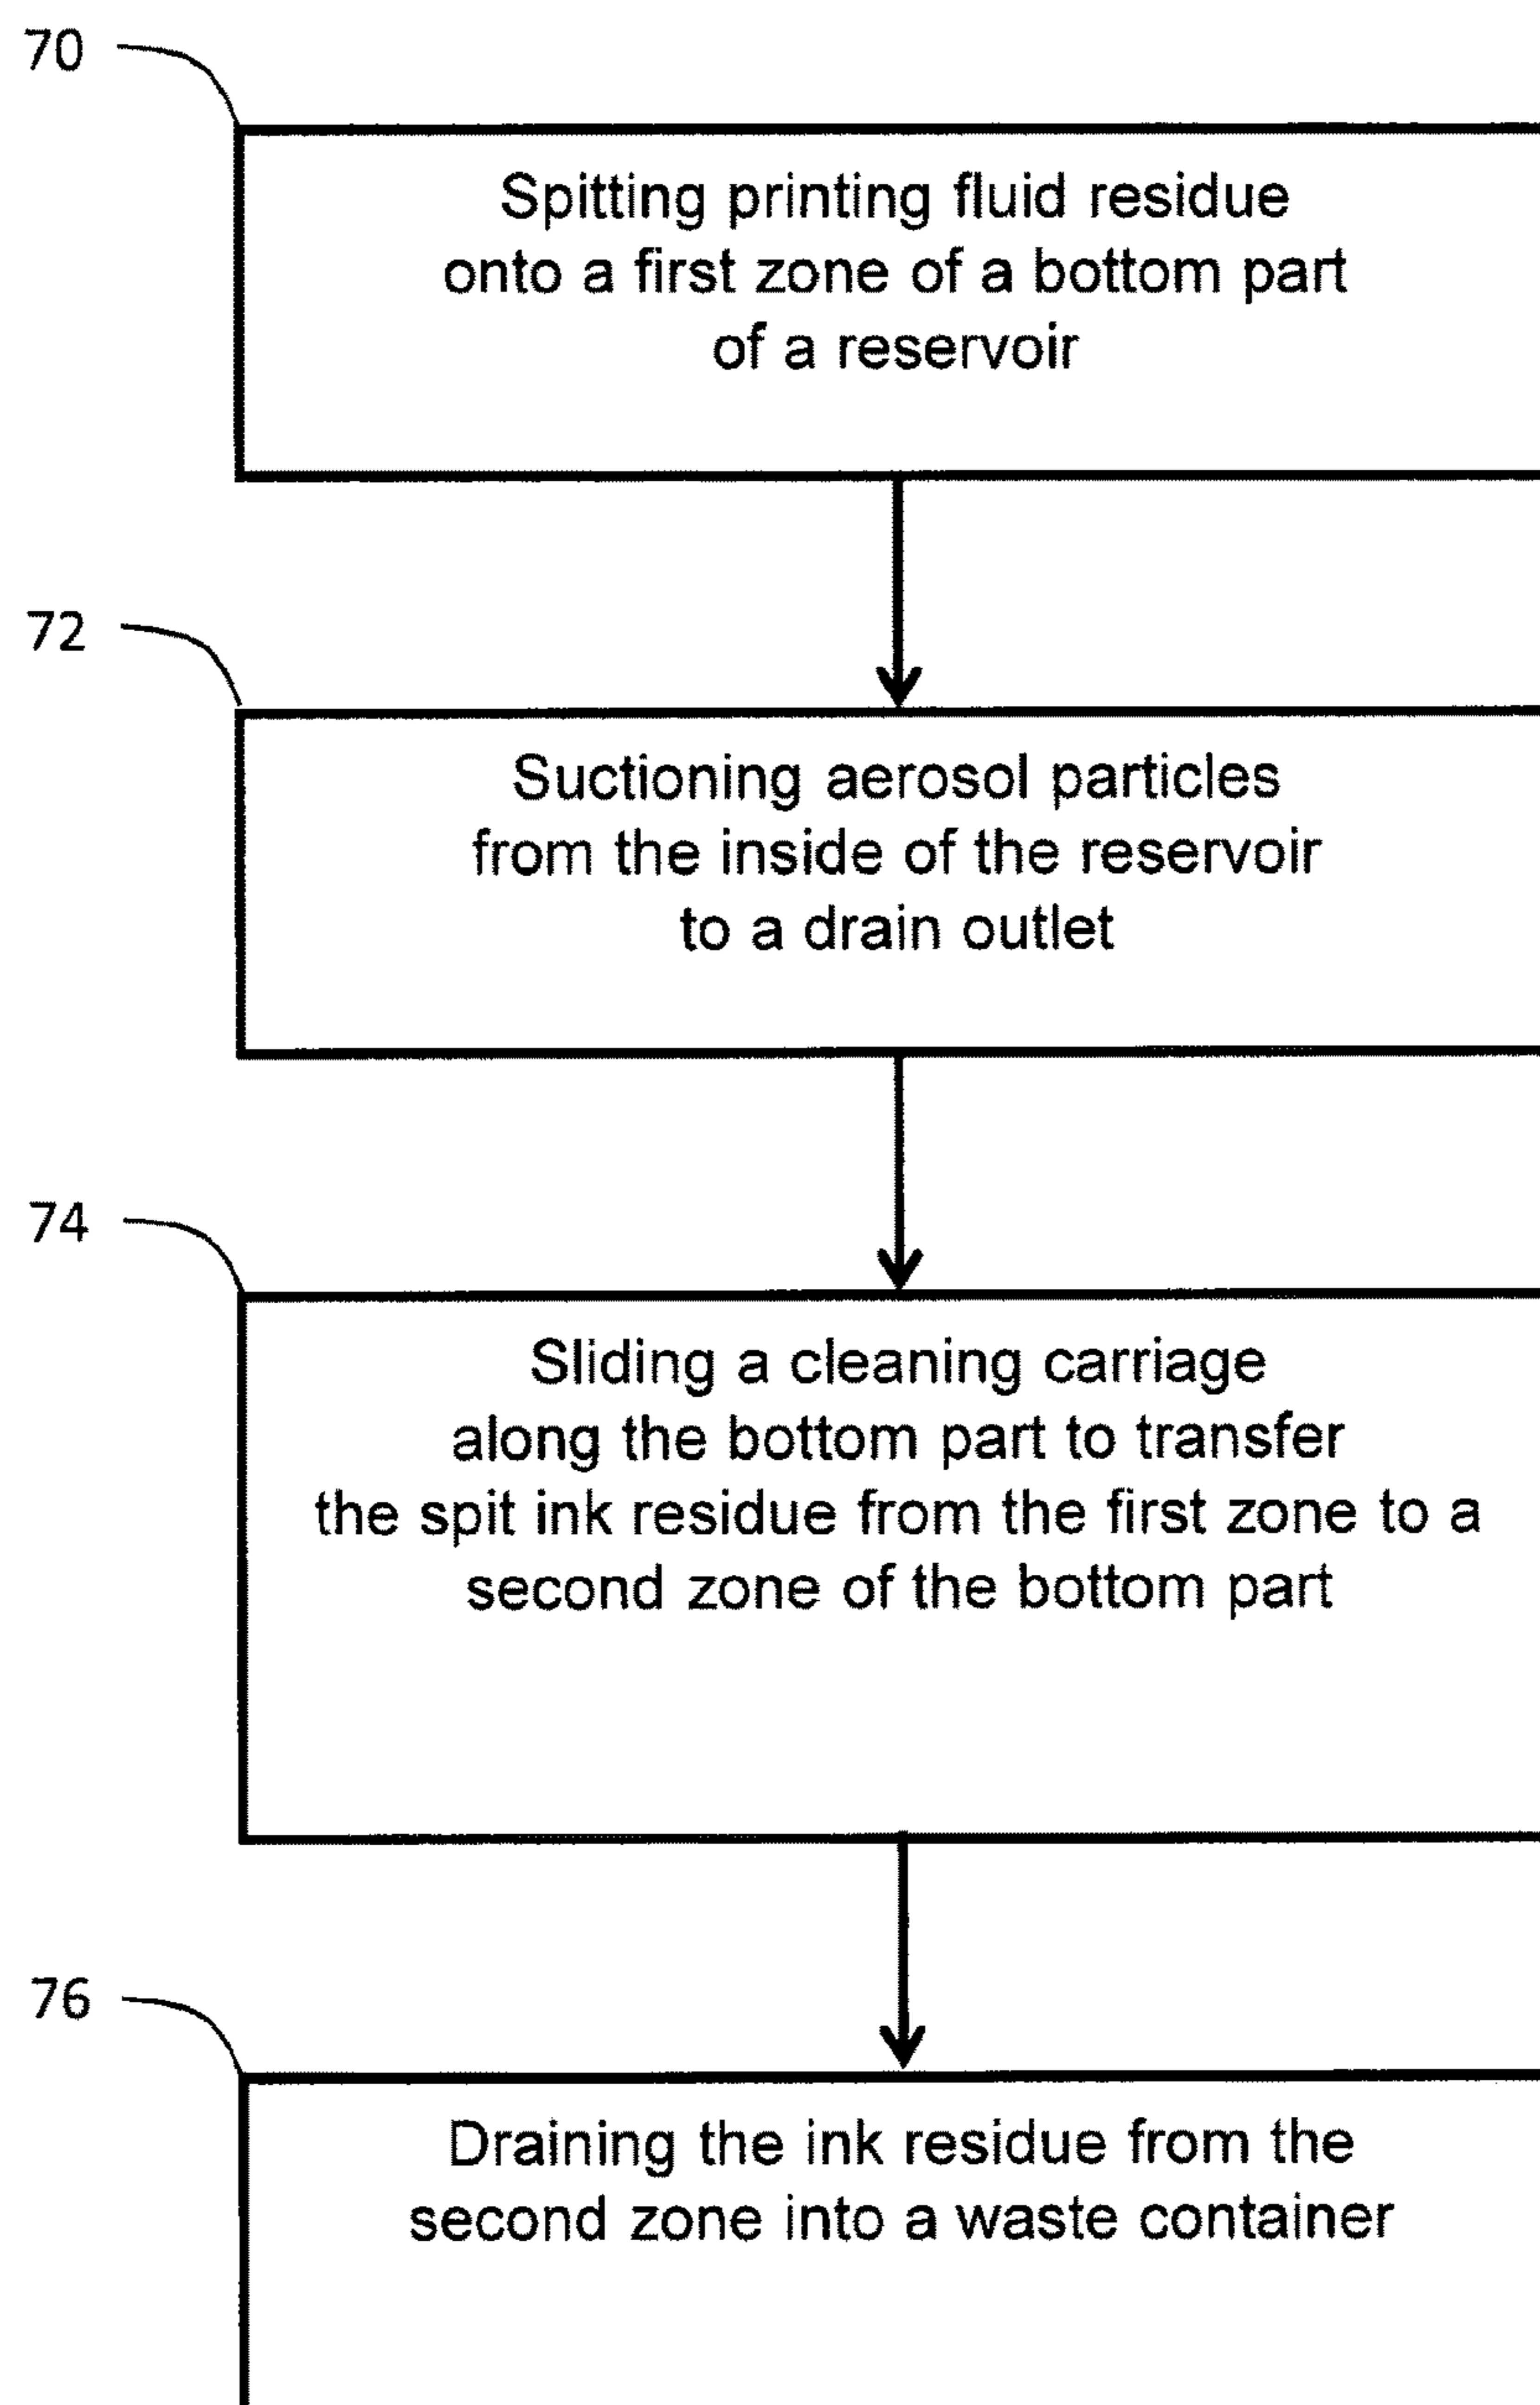 70
Spitting printing fluid residue
onto a first zone of a bottom part
of a reservoir
72
Suctioning aerosol particles
from the inside of the reservoir
to a drain outlet
74
Sliding a cleaning carriage
along the bottom part to transfer
the spit ink residue from the first zone to a
second zone of the bottom part
76
Draining the ink residue from the
second zone into a waste container